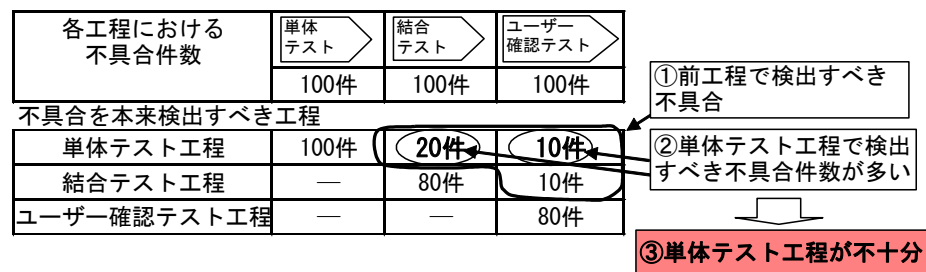 各工程における
不具合件数
単体
テスト
結合
テスト
ユーザー
確認テスト
100件 100件 100件
不具合を本来検出すべき工程
単体テスト工程 100件 20件 10件
結合テスト工程 ― 80件 10件
ユーザー確認テスト工程 ― ― 80件
①前工程で検出すべき
不具合
②単体テスト工程で検出
すべき不具合件数が多い
③単体テスト工程が不十分